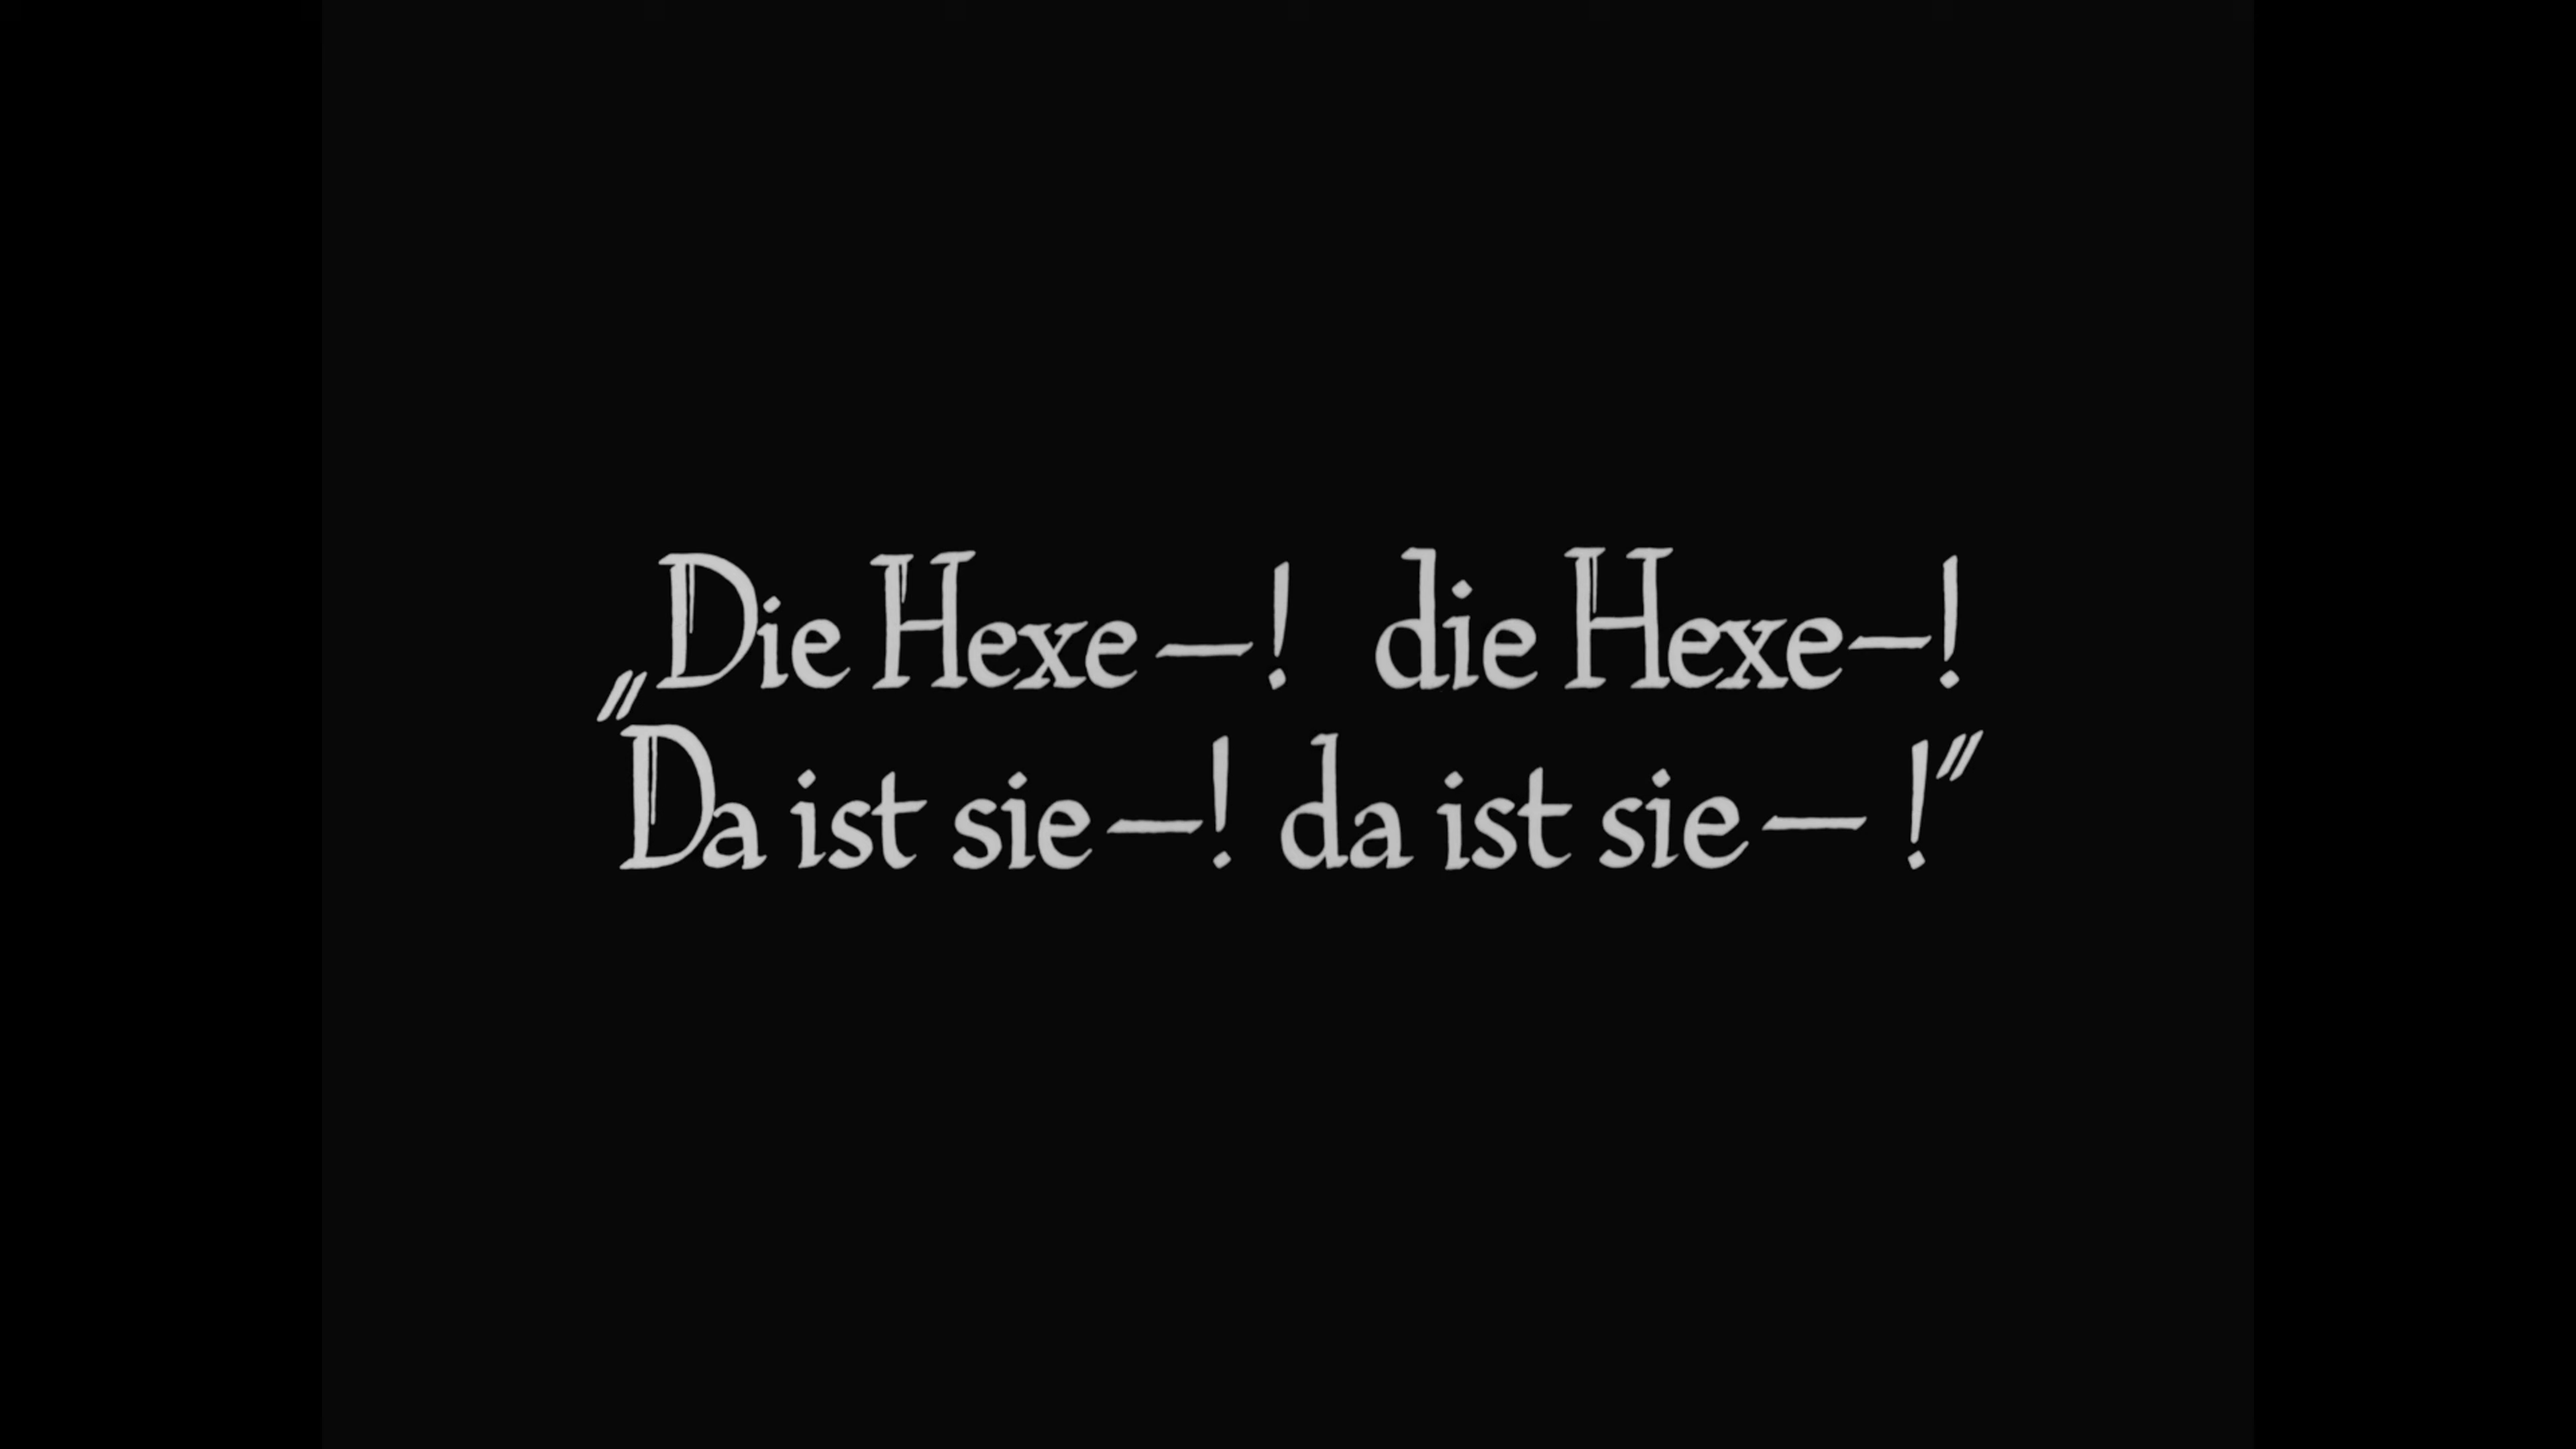 „Die Hexe—! die Hexe—!
Da ist sie—! da ist sie— !"